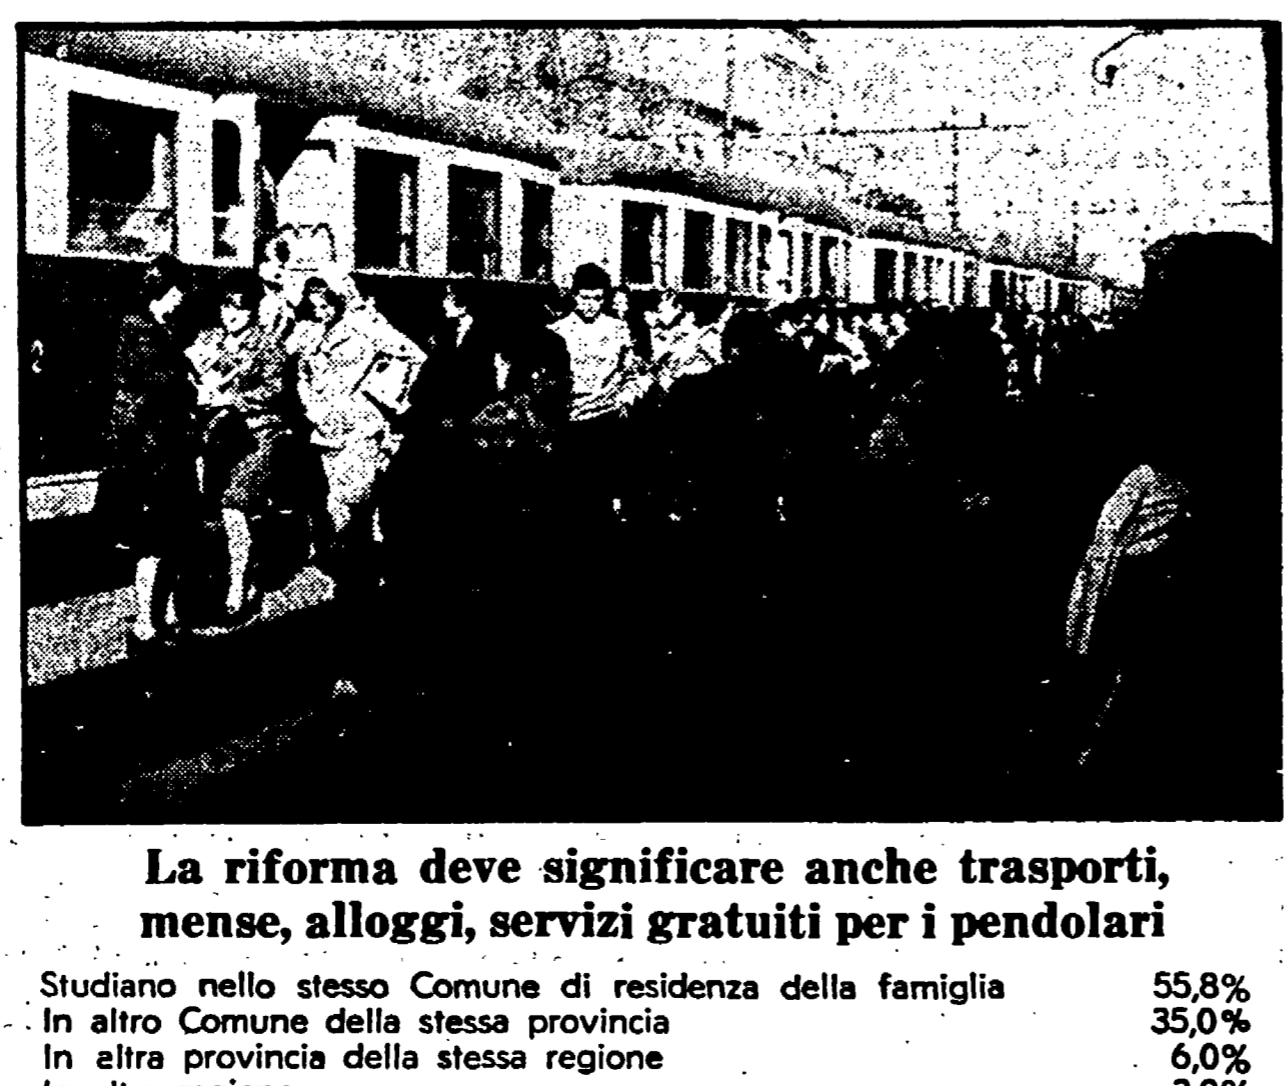 La riforma deve significare anche trasporti,
mense, alloggi, servizi gratuiti per i pendolari
Studiano nello stesso Comune di residenza della famiglia 55,8%
In altro Comune della stessa provincia 35,0%
In altra provincia della stessa regione 6,0%